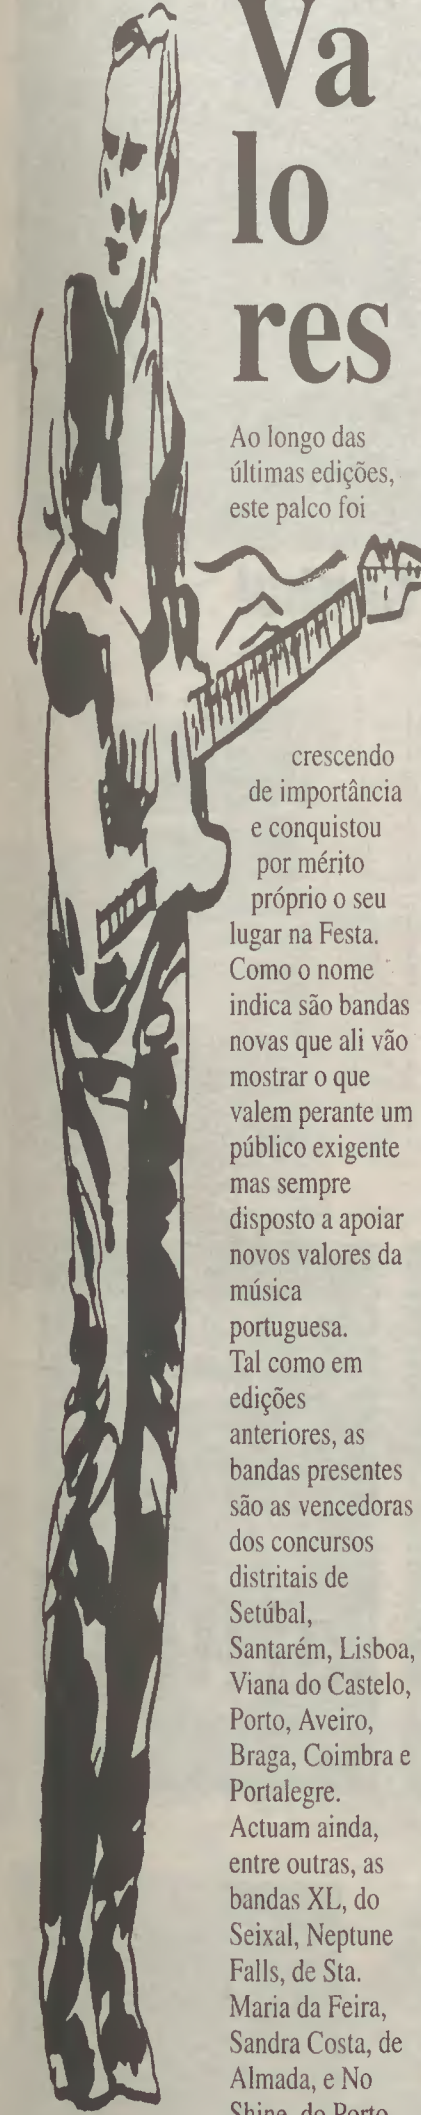 Va
lo
res
Ao longo das
últimas edições,
este palco foi
crescendo
de importância
e conquistou
por mérito
próprio o seu
lugar na Festa.
Como o nome
indica são bandas
novas que ali vão
mostrar o que
valem perante um
público exigente
mas sempre
disposto a apoiar
novos valores da
música
portuguesa.
Tal como em
edições
anteriores, as
bandas presentes
são as vencedoras
dos concursos
distritais de
Setúbal,
Santarém, Lisboa,
Viana do Castelo,
Porto, Aveiro,
Braga, Coimbra e
Portalegre.
Actuam ainda,
entre outras, as
bandas XL, do
Seixal, Neptune
Falls, de Sta.
Maria da Feira,
Sandra Costa, de
Almada, e No
Shine, do Porto